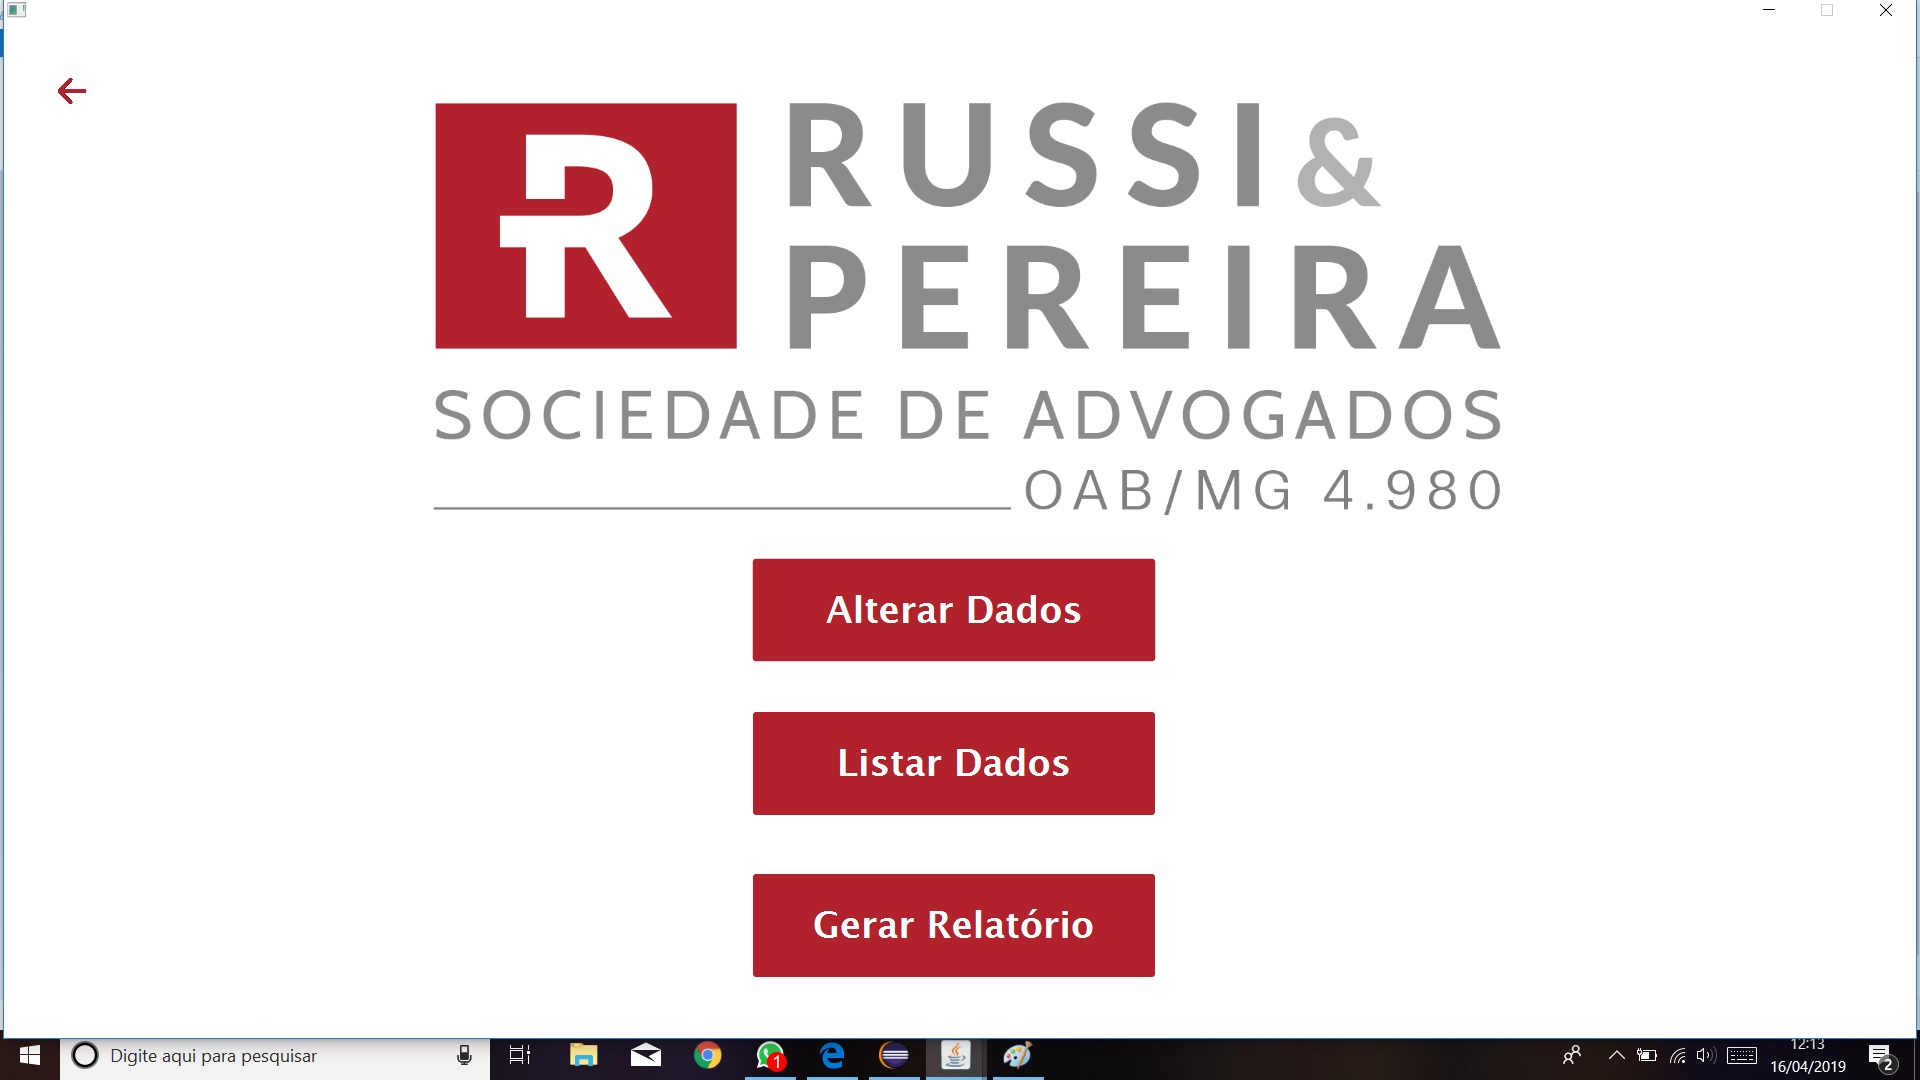 R
RUSSI &
PEREIRA
SOCIEDADE DE ADVOGADOS
OAB/MG 4.980
Alterar Dados
Listar Dados
Gerar Relatório
Digite aqui para pesquisar
1
12:13
16/04/2019
2